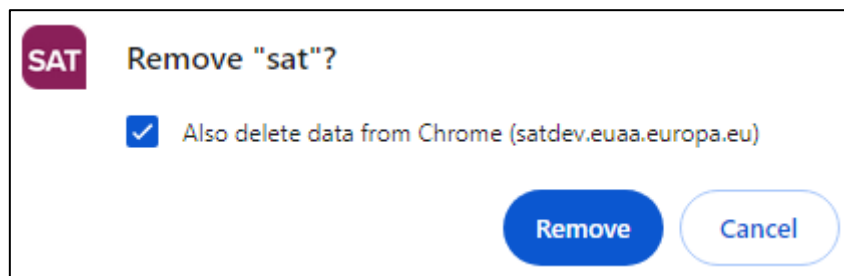 SAT
Remove "sat"?
Also delete data from Chrome (satdev.euaa.europa.eu)
Remove
Cancel